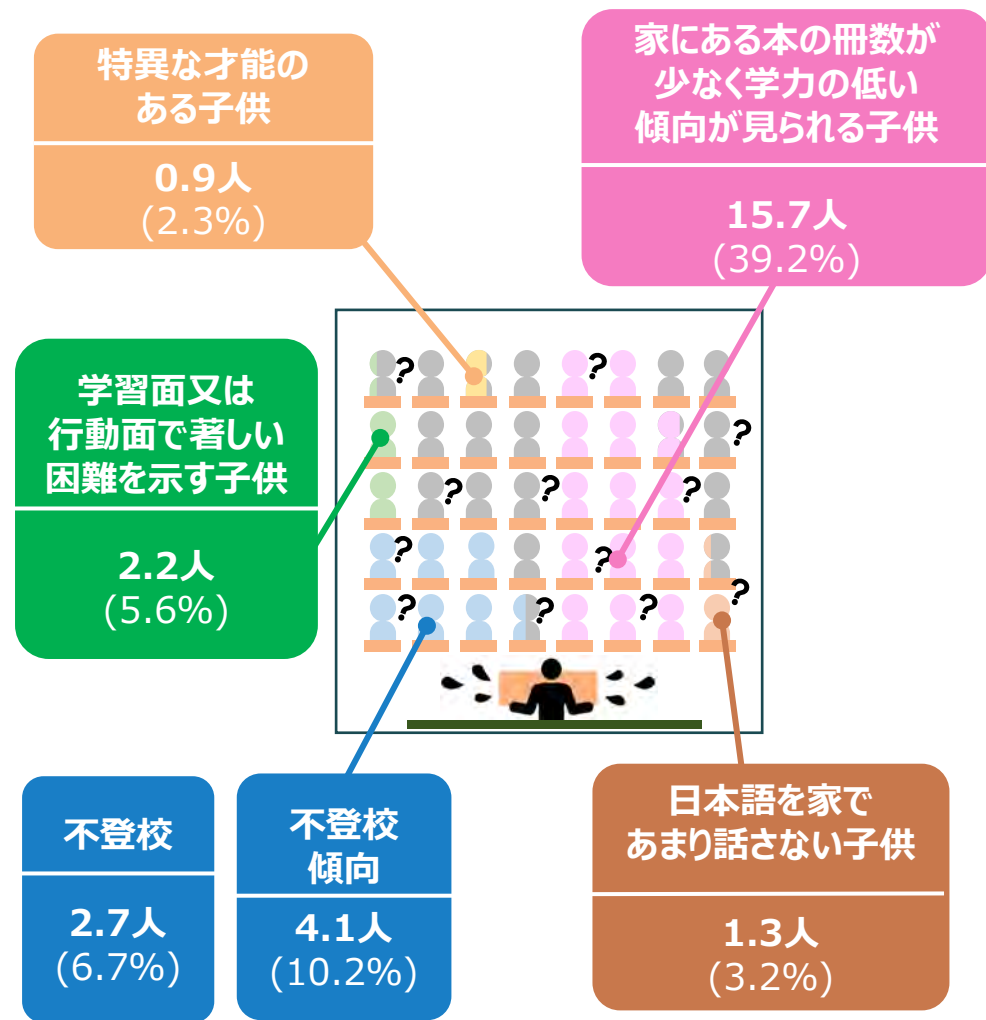 特異な才能の
ある子供
0.9人
(2.3%)
家にある本の冊数が
少なく学力の低い
傾向が見られる子供
15.7人
(39.2%)
学習面又は
行動面で著しい
困難を示す子供
2.2人
(5.6%)
?
?
?
?
?
?
?
?
?
?
?
?
不登校
2.7人
(6.7%)
不登校
傾向
4.1人
(10.2%)
日本語を家で
あまり話さない子供
1.3人
(3.2%)